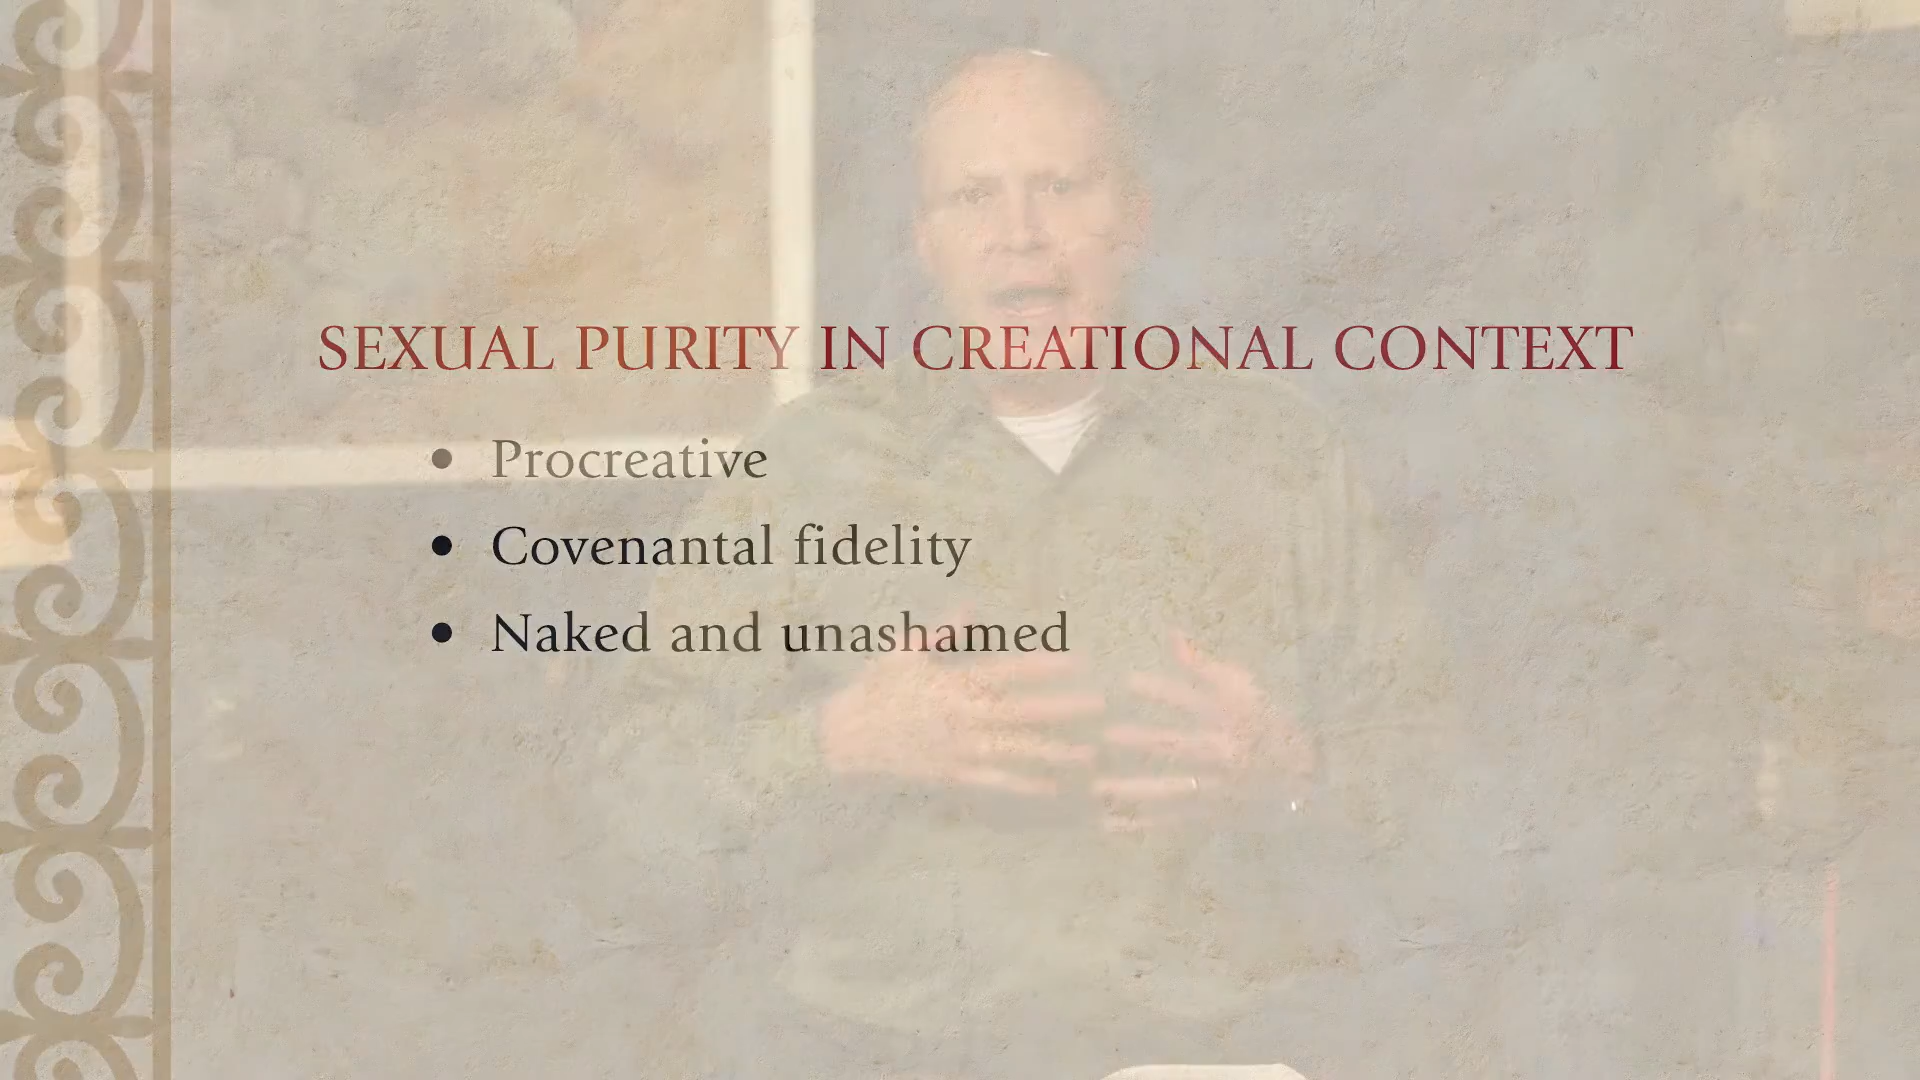 SEXUAL PURITY IN CREATIONAL CONTEXT
• Procreative
• Covenantal fidelity
• Naked and unashamed